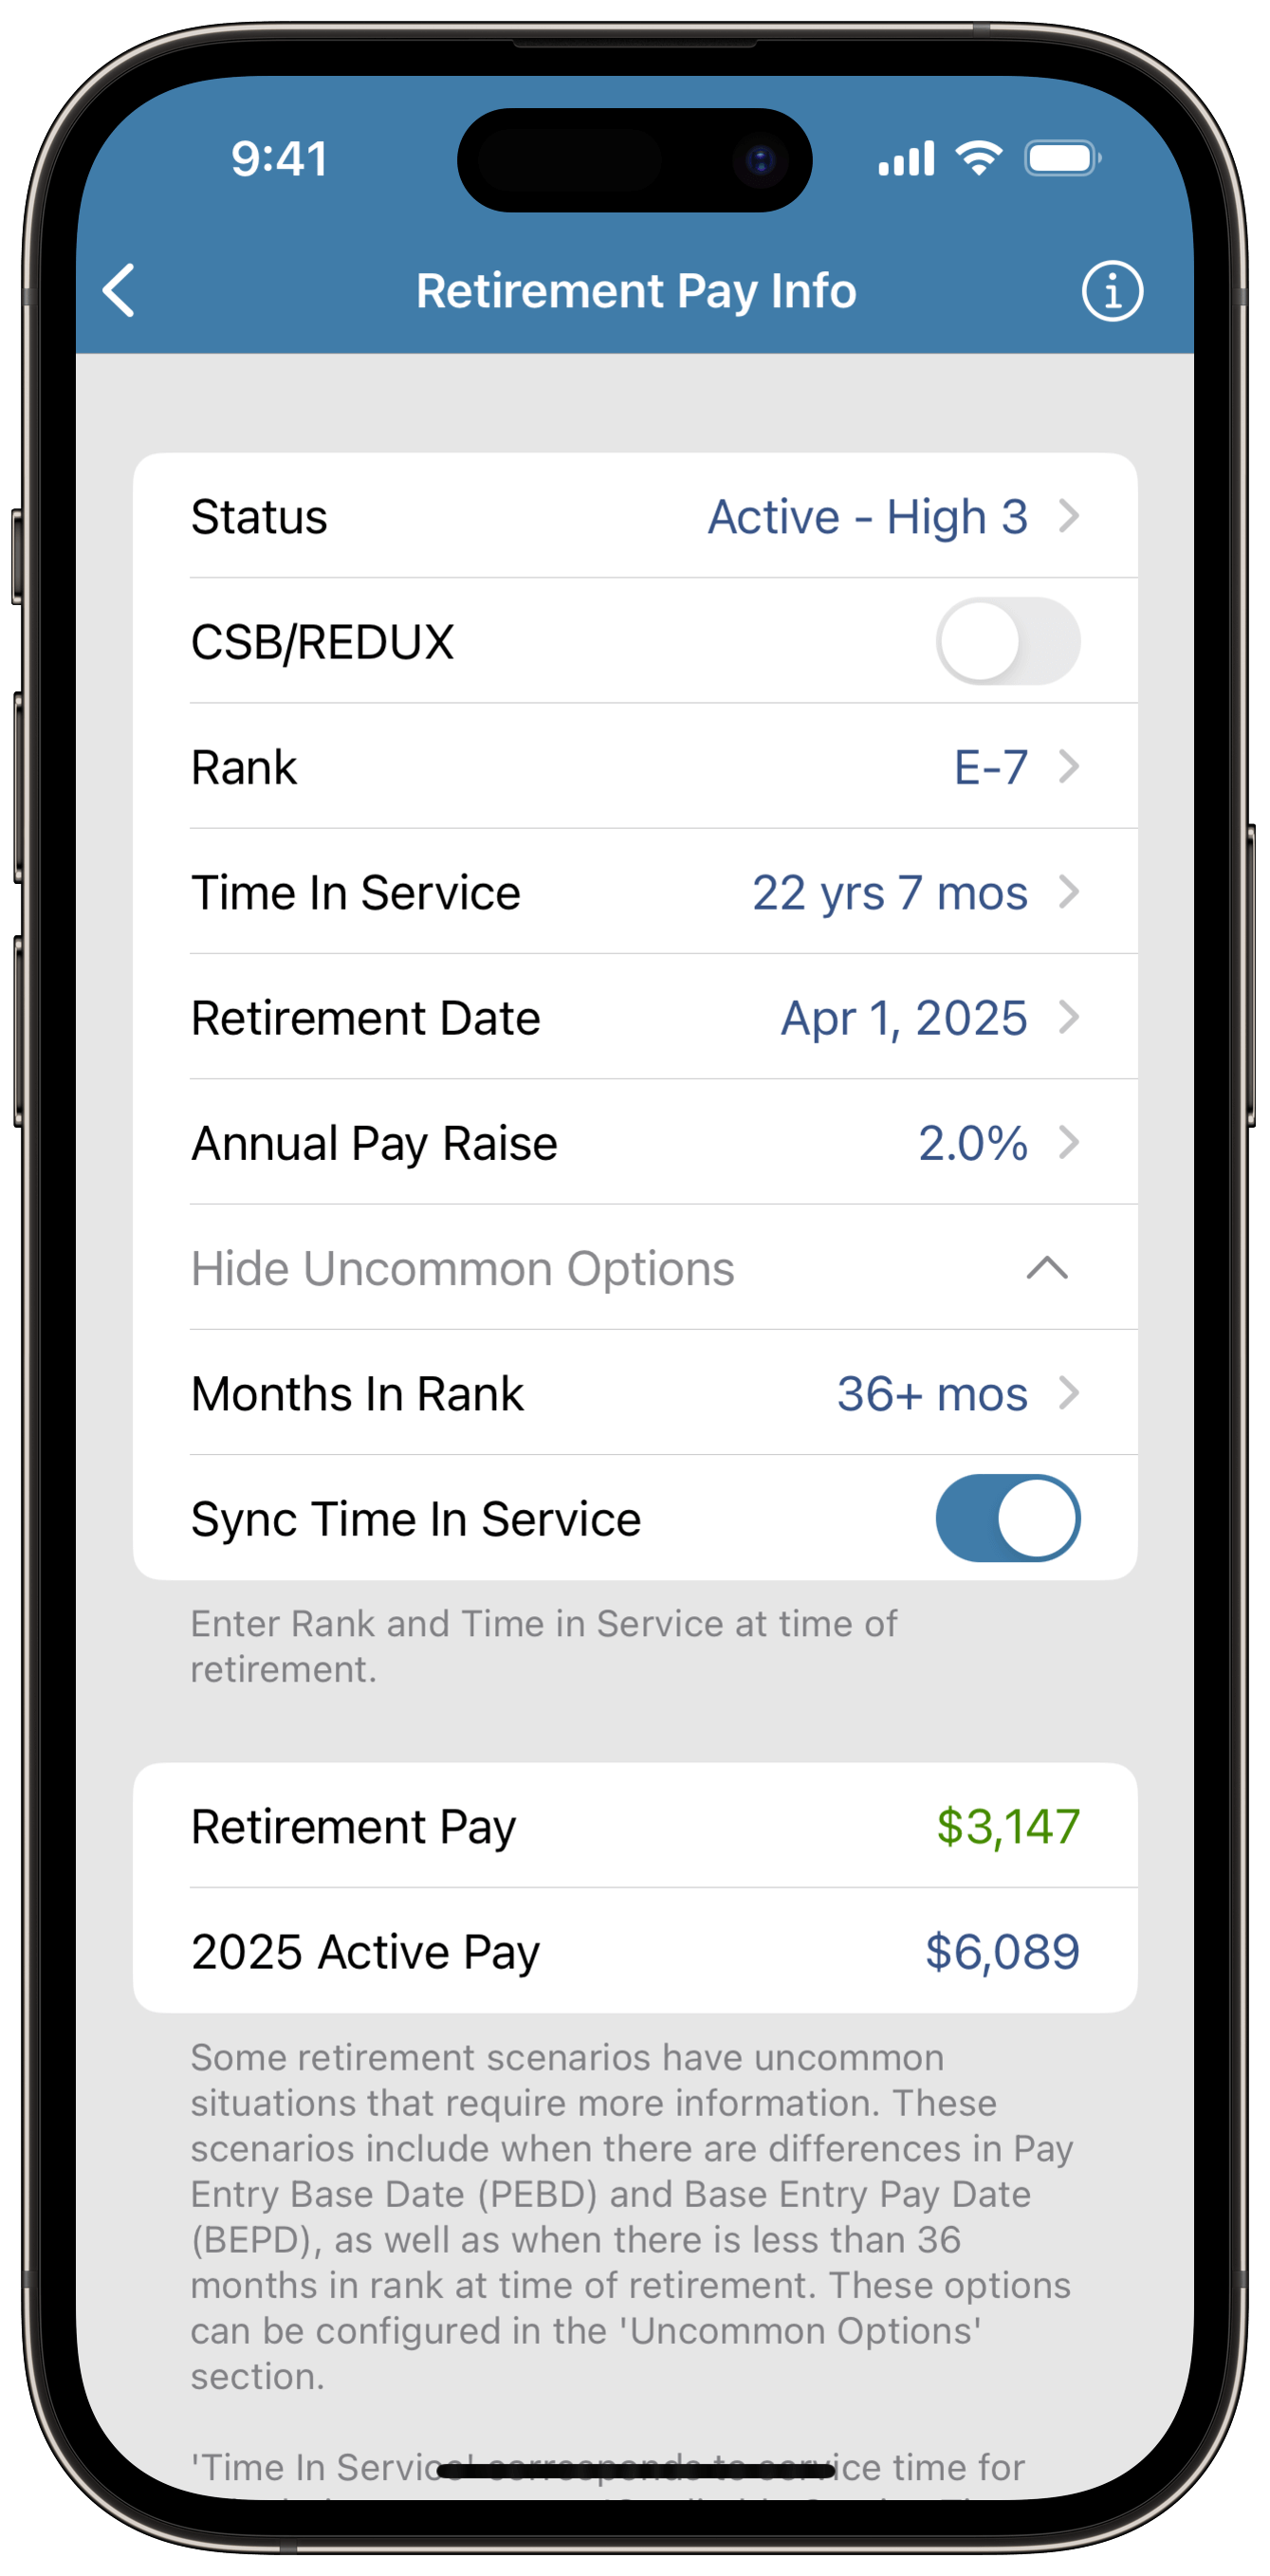 9:41
Retirement Pay Info
Status Active - High 3
CSB/REDUX
Rank E-7
Time In Service 22 yrs 7 mos
Retirement Date Apr 1, 2025
Annual Pay Raise 2.0%
Hide Uncommon Options
Months In Rank 36+ mos
Sync Time In Service
Enter Rank and Time in Service at time of
retirement.
Retirement Pay $3,147
2025 Active Pay $6,089
Some retirement scenarios have uncommon
situations that require more information. These
scenarios include when there are differences in Pay
Entry Base Date (PEBD) and Base Entry Pay Date
(BEPD), as well as when there is less than 36
months in rank at time of retirement. These options
can be configured in the 'Uncommon Options'
section.
'Time In Service' corresponds to service time for